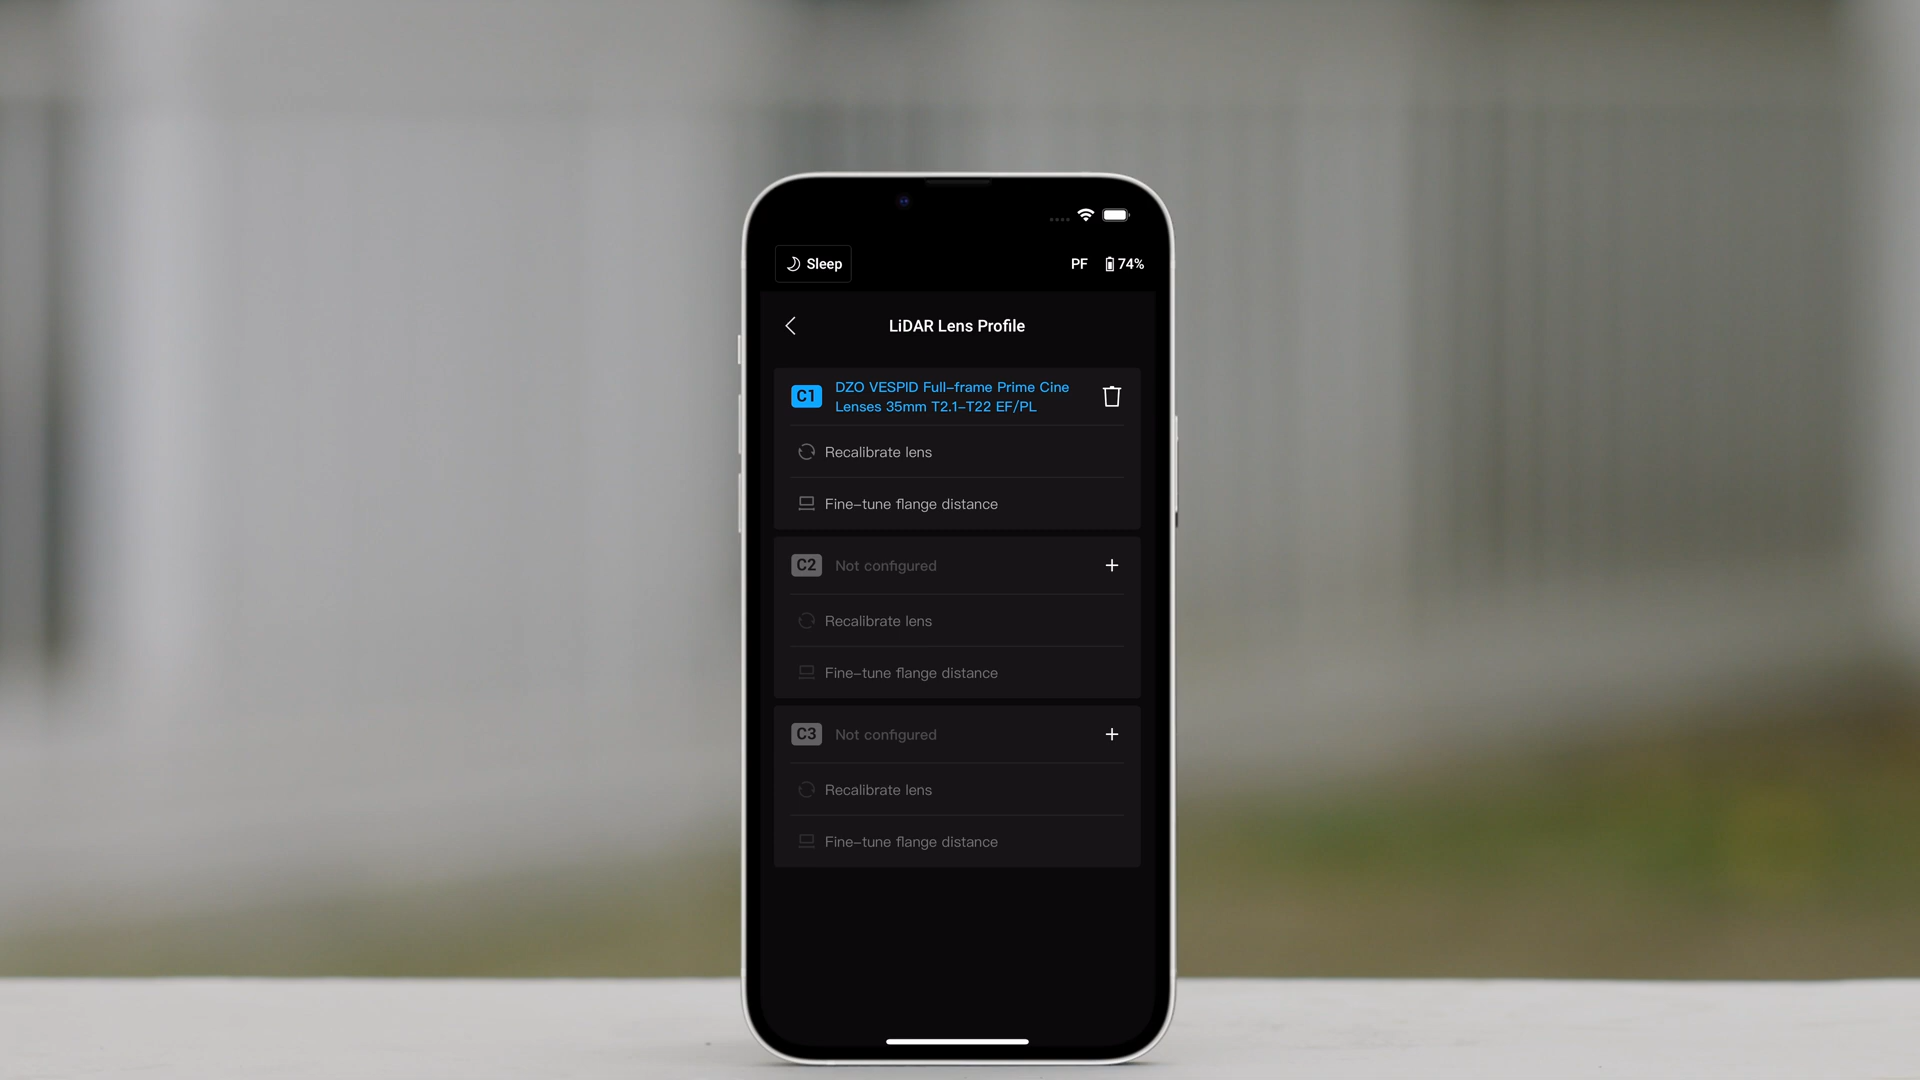 Sleep
PF 74%
LiDAR Lens Profile
C1
DZO VESPID Full-frame Prime Cine
Lenses 35mm T2.1-T22 EF/PL
Recalibrate lens
Fine-tune flange distance
C2 Not configured
Recalibrate lens
Fine-tune flange distance
C3 Not configured
Recalibrate lens
Fine-tune flange distance